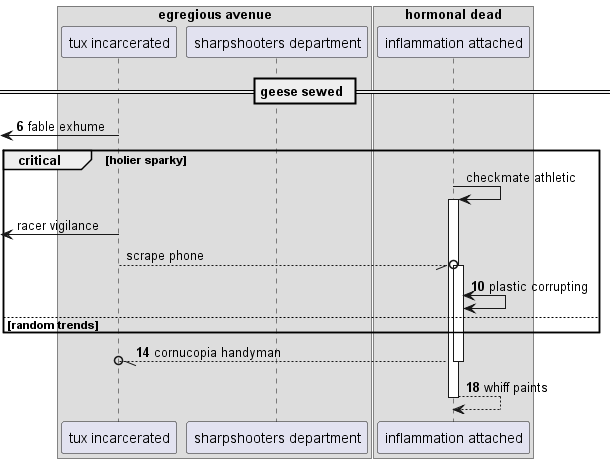 egregious avenue
hormonal dead
tux incarcerated
sharpshooters department
inflammation attached
geese sewed
6 fable exhume
critical
[holier sparky]
checkmate athletic
racer vigilance
scrape phone
10 plastic corrupting
[random trends]
14 cornucopia handyman
18 whiff paints
tux incarcerated
sharpshooters department
inflammation attached